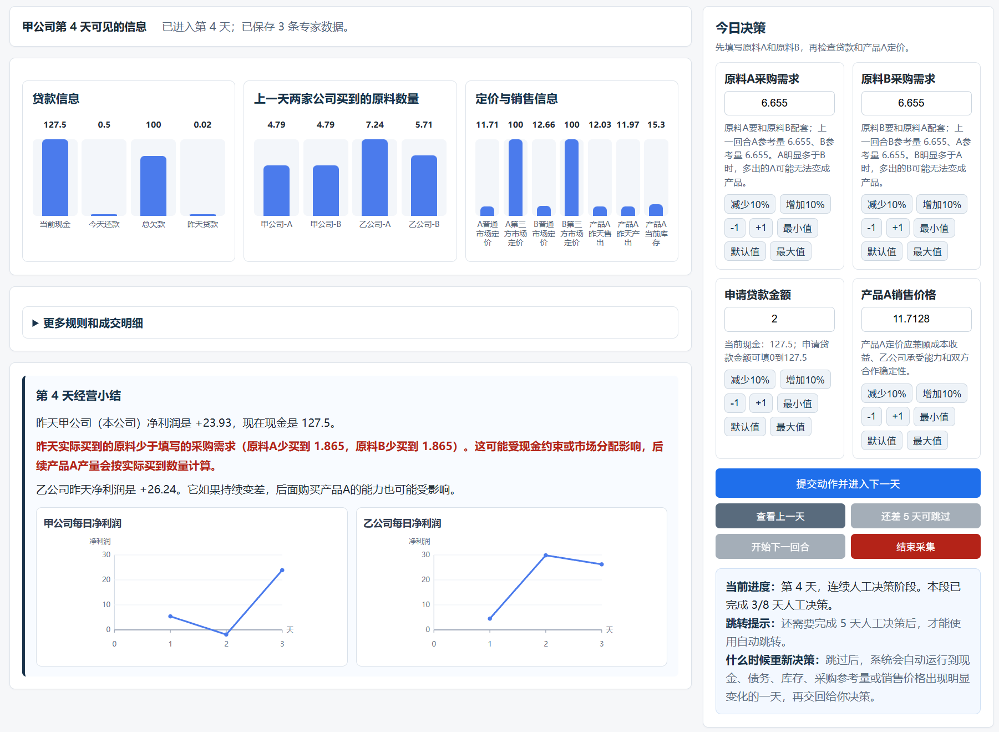 甲公司第 4 天可见的信息 已进入第 4 天；已保存 3 条专家数据。
贷款信息
127.5 0.5 100 0.02
当前现金 今天还款 总欠款 昨天贷款
上一天两家公司买到的原料数量
4.79 4.79 7.24 5.71
甲公司-A 甲公司-B 乙公司-A 乙公司-B
定价与销售信息
11.71 100 12.66 100 12.03 11.97 15.3
A普通 A第三 B普通 B第三 产品A 产品A 产品A
市场定 方市场 市场定 方市场 昨天售 昨天产 当前库
价 定价 价 定价 出 出 存
▶ 更多规则和成交明细
第 4 天经营小结
昨天甲公司（本公司）净利润是 +23.93，现在现金是 127.5。
昨天实际买到的原料少于填写的采购需求（原料A少买到 1.865，原料B少买到 1.865）。这可能受现金约束或市场分配影响，后
续产品A产量会按实际买到数量计算。
乙公司昨天净利润是 +26.24。它如果持续变差，后面购买产品A的能力也可能受影响。
甲公司每日净利润
净利润
30
20
10
0
天
0 1 2 3
乙公司每日净利润
净利润
30
20
10
0
天
0 1 2 3
今日决策
先填写原料A和原料B，再检查贷款和产品A定价。
原料A采购需求
6.655
原料A要和原料B配套；上
一回合A参考量 6.655、B参
考量 6.655。A明显多于B
时，多出的A可能无法变成
产品。
减少10% 增加10%
-1 +1 最小值
默认值 最大值
原料B采购需求
6.655
原料B要和原料A配套；上
一回合B参考量 6.655、A参
考量 6.655。B明显多于A
时，多出的B可能无法变成
产品。
减少10% 增加10%
-1 +1 最小值
默认值 最大值
申请贷款金额
2
当前现金：127.5；申请贷
款金额可填0到127.5
减少10% 增加10%
-1 +1 最小值
默认值 最大值
产品A销售价格
11.7128
产品A定价应兼顾成本收
益、乙公司承受能力和双方
合作稳定性。
减少10% 增加10%
-1 +1 最小值
默认值 最大值
提交动作并进入下一天
查看上一天 还差 5 天可跳过
开始下一回合 结束采集
当前进度：第 4 天，连续人工决策阶段。本段已
完成 3/8 天人工决策。
跳转提示：还需要完成 5 天人工决策后，才能使
用自动跳转。
什么时候重新决策：跳过后，系统会自动运行到现
金、债务、库存、采购参考量或销售价格出现明显
变化的一天，再交回给你决策。